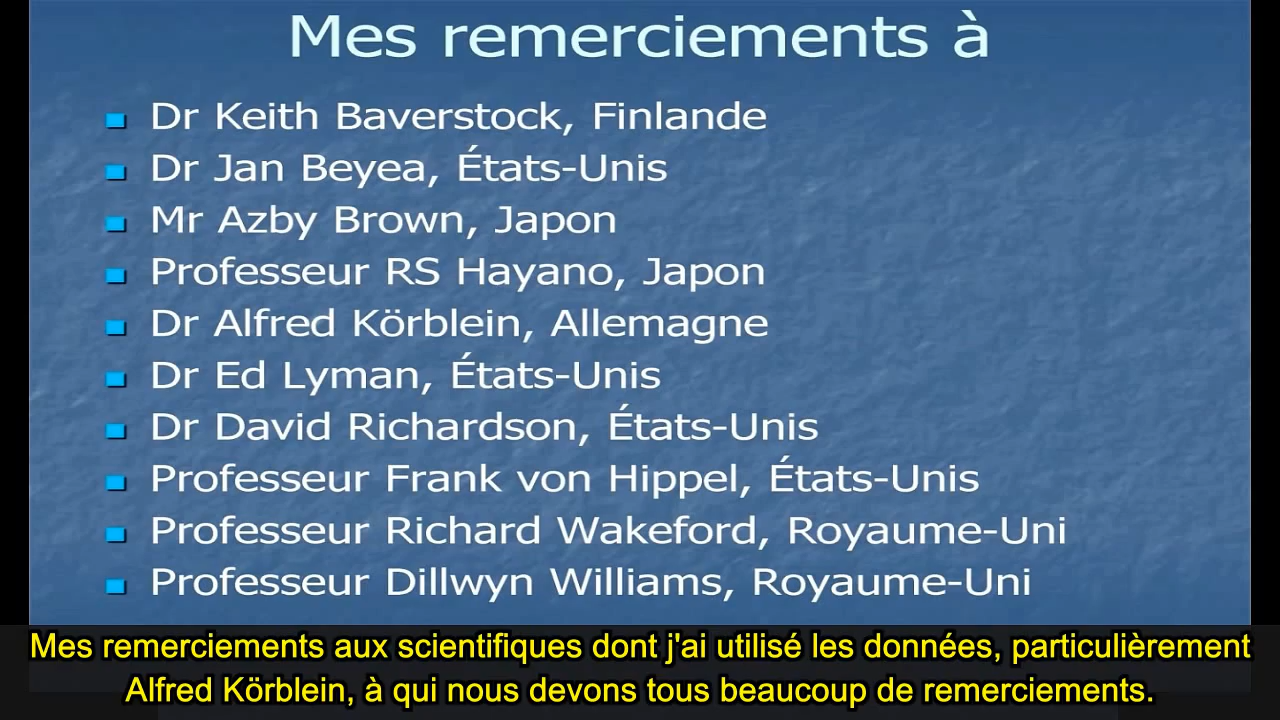 Mes remerciements à
Dr Keith Baverstock, Finlande
Dr Jan Beyea, États-Unis
Mr Azby Brown, Japon
Professeur RS Hayano, Japon
Dr Alfred Körblein, Allemagne
Dr Ed Lyman, États-Unis
Dr David Richardson, États-Unis
Professeur Frank von Hippel, États-Unis
Professeur Richard Wakeford, Royaume-Uni
Professeur Dillwyn Williams, Royaume-Uni
Mes remerciements aux scientifiques dont j'ai utilisé les données, particulièrement
Alfred Körblein, à qui nous devons tous beaucoup de remerciements.